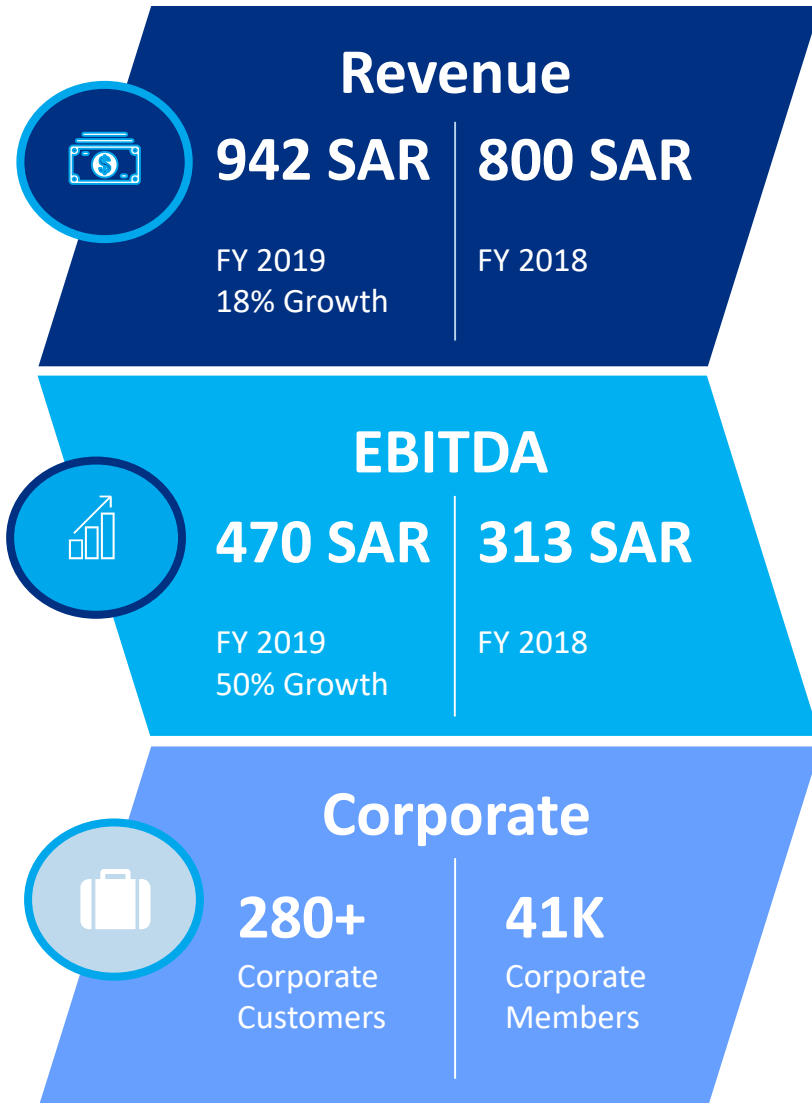 Revenue
942 SAR
800 SAR
FY 2019
18% Growth
FY 2018
EBITDA
470 SAR
313 SAR
FY 2019
50% Growth
FY 2018
Corporate
280+
Corporate
Customers
41K
Corporate
Members